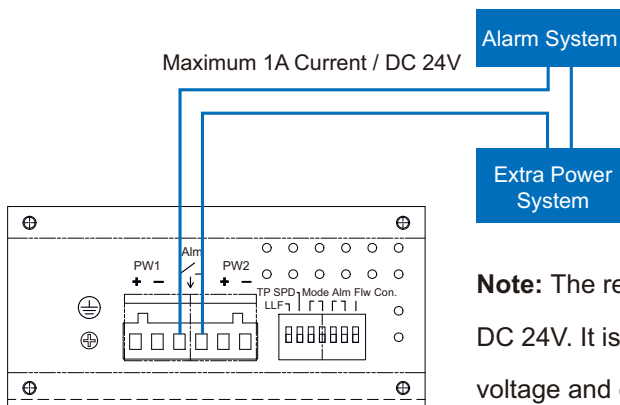 Alarm System
Maximum 1A Current / DC 24V
Extra Power
System
Alm
PW1
PW2
+ -
+ -
TP SPD Mode Alm Flw Con.
LLF
Note: The re
DC 24V. It is
voltage and